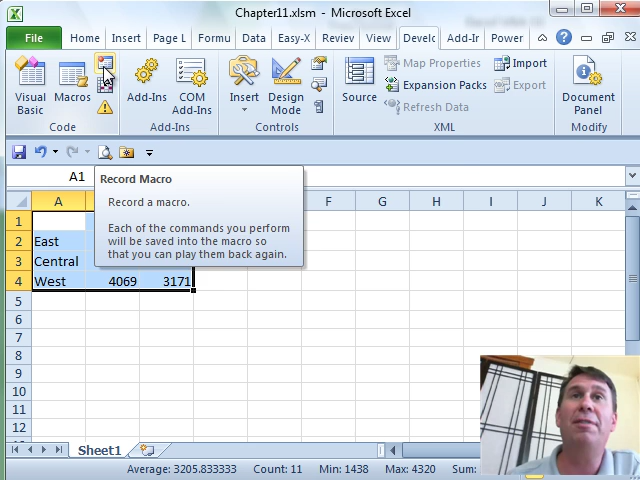 Chapter11.xlsm - Microsoft Excel
File Home Insert Page L Formu Data Easy-X Review View Develc Add-Ir Power
Visual Basic
Macros
Add-Ins
COM Add-Ins
Insert
Design Mode
Source
Map Properties
Expansion Packs
Refresh Data
Import
Export
Document Panel
Code Add-Ins Controls XML Modify
A1
Record Macro
Record a macro.
Each of the commands you perform
will be saved into the macro so
that you can play them back again.
A F G H I J K
1
2 East
3 Central
4 West 4069 3171
5
6
7
8
9
10
11
12
Sheet1
Average: 3205.833333 Count: 11 Min: 1438 Max: 4320 Sum: